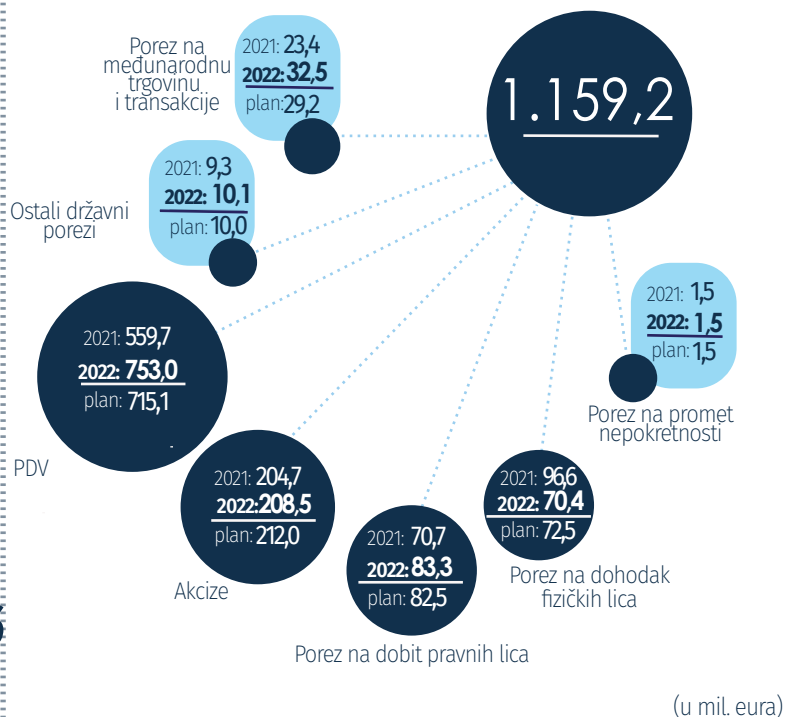 Porez na
međunarodnu
trgovinu
i transakcije
2021: 23,4
2022: 32,5
plan: 29,2
1.159,2
Ostali državni
porezi
2021: 9,3
2022: 10,1
plan: 10,0
2021: 1,5
2022: 1,5
plan: 1,5
Porez na promet
nepokretnosti
2021: 559,7
2022: 753,0
plan: 715,1
PDV
2021: 204,7
2022: 208,5
plan: 212,0
Akcize
2021: 70,7
2022: 83,3
plan: 82,5
Porez na dobit pravnih lica
2021: 96,6
2022: 70,4
plan: 72,5
Porez na dohodak
fizičkih lica
(u mil. eura)